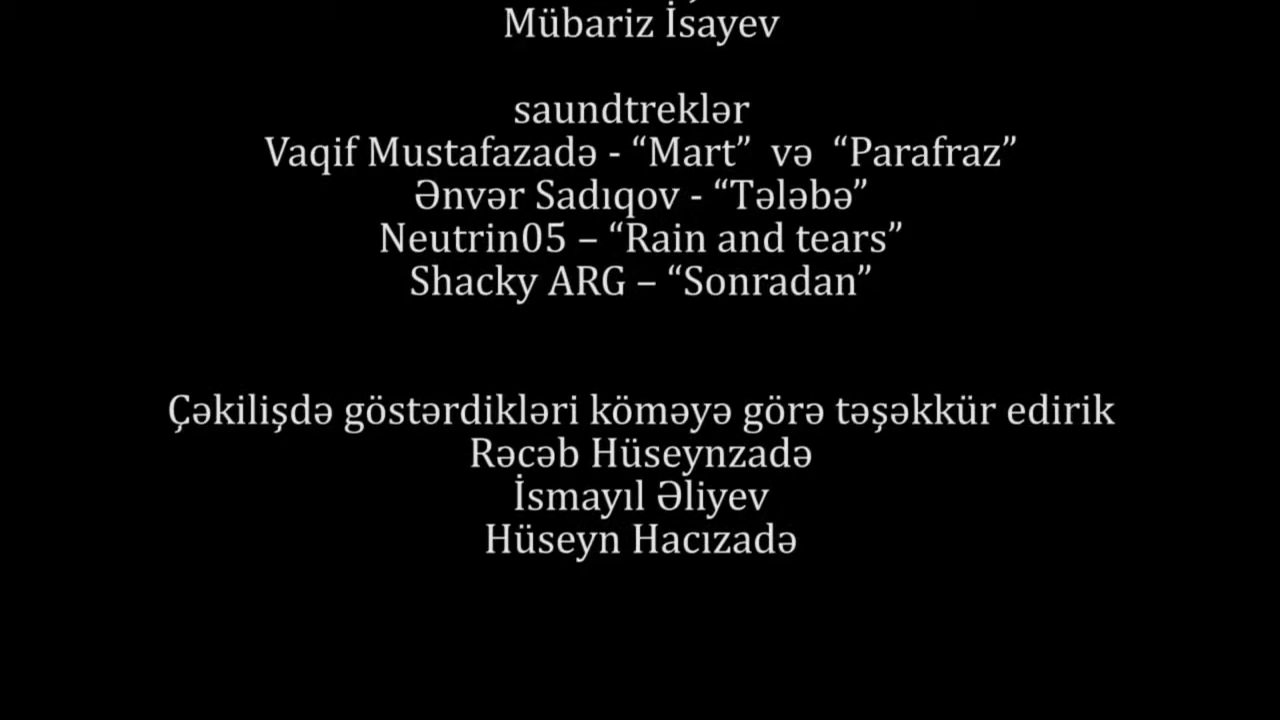 Mübariz İsayev
saundtreklər
Vaqif Mustafazadə - “Mart” və “Parafraz”
Ənvər Sadıqov - “Tələbə”
Neutrin05 – “Rain and tears”
Shacky ARG – “Sonradan”
Çəkilişdə göstərdikləri köməyə görə təşəkkür edirik
Rəcəb Hüseynzadə
İsmayıl Əliyev
Hüseyn Hacızadə